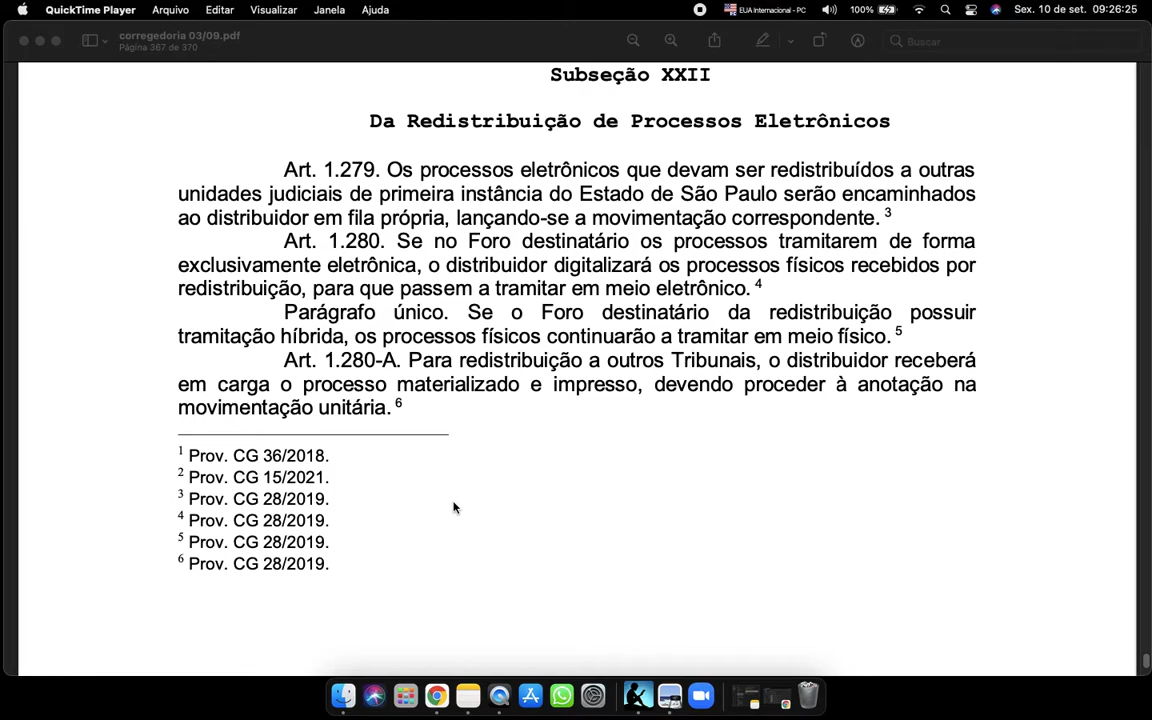 QuickTime Player Arquivo Editar Visualizar Janela Ajuda EUA Internacional - PC 100% Sex. 10 de set. 09:26:25
corregedoria 03/09.pdf
Página 367 de 370
Buscar
Subseção XXII
Da Redistribuição de Processos Eletrônicos
Art. 1.279. Os processos eletrônicos que devam ser redistribuídos a outras
unidades judiciais de primeira instância do Estado de São Paulo serão encaminhados
ao distribuidor em fila própria, lançando-se a movimentação correspondente. 3
Art. 1.280. Se no Foro destinatário os processos tramitarem de forma
exclusivamente eletrônica, o distribuidor digitalizará os processos físicos recebidos por
redistribuição, para que passem a tramitar em meio eletrônico. 4
Parágrafo único. Se o Foro destinatário da redistribuição possuir
tramitação híbrida, os processos físicos continuarão a tramitar em meio físico. 5
Art. 1.280-A. Para redistribuição a outros Tribunais, o distribuidor receberá
em carga o processo materializado e impresso, devendo proceder à anotação na
movimentação unitária. 6
1 Prov. CG 36/2018.
2 Prov. CG 15/2021.
3 Prov. CG 28/2019.
4 Prov. CG 28/2019.
5 Prov. CG 28/2019.
6 Prov. CG 28/2019.